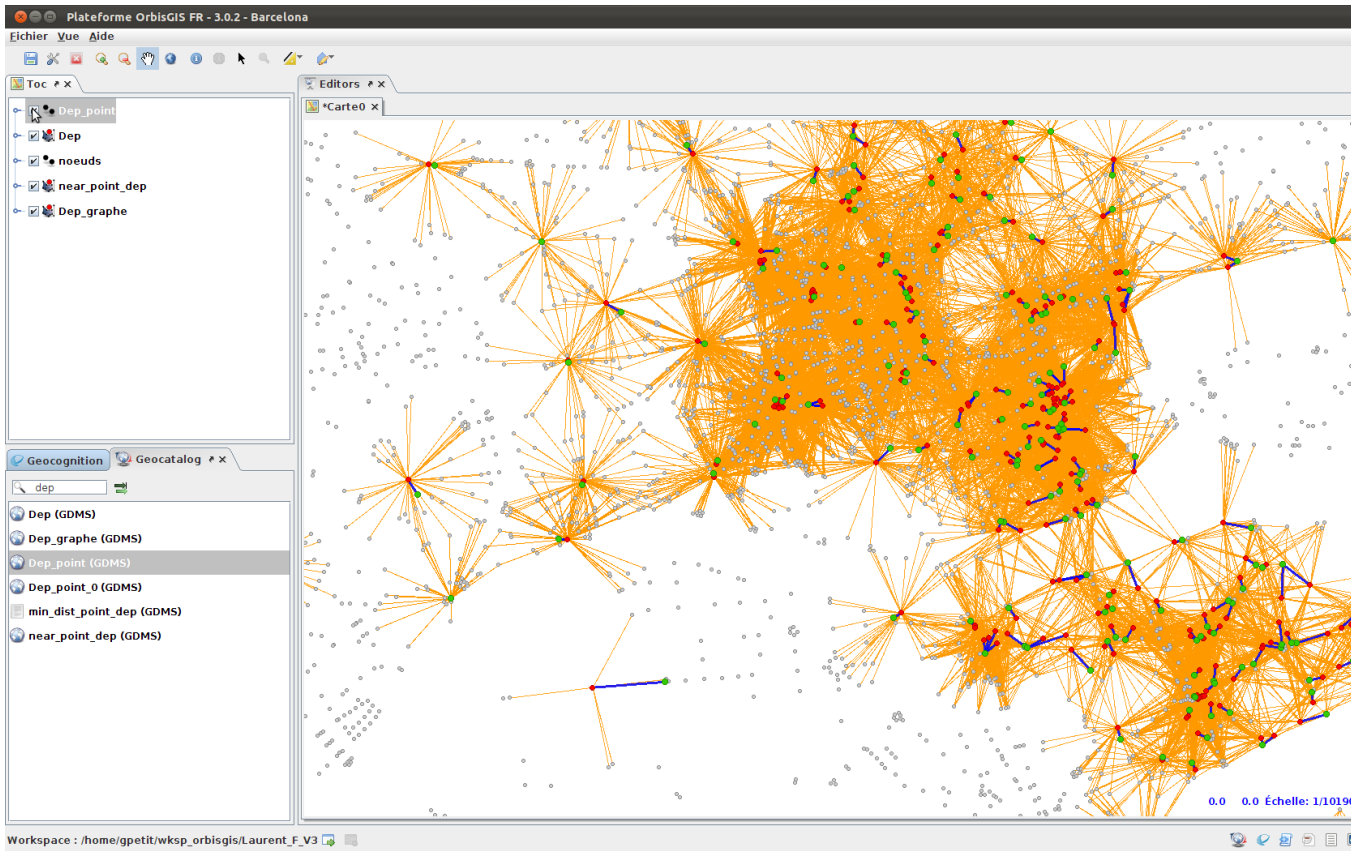 Plateforme OrbisGIS FR - 3.0.2 - Barcelona
Fichier Vue Aide
Toc
Dep_point
Dep
noeuds
near_point_dep
Dep_graphe
Editors
*Carte0
Geocognition
Geocatalog
dep
Dep (GDMS)
Dep_graphe (GDMS)
Dep_point (GDMS)
Dep_point_0 (GDMS)
min_dist_point_dep (GDMS)
near_point_dep (GDMS)
0.0 0.0 Échelle: 1/10190
Workspace : /home/gpetit/wksp_orbisgis/Laurent_F_V3